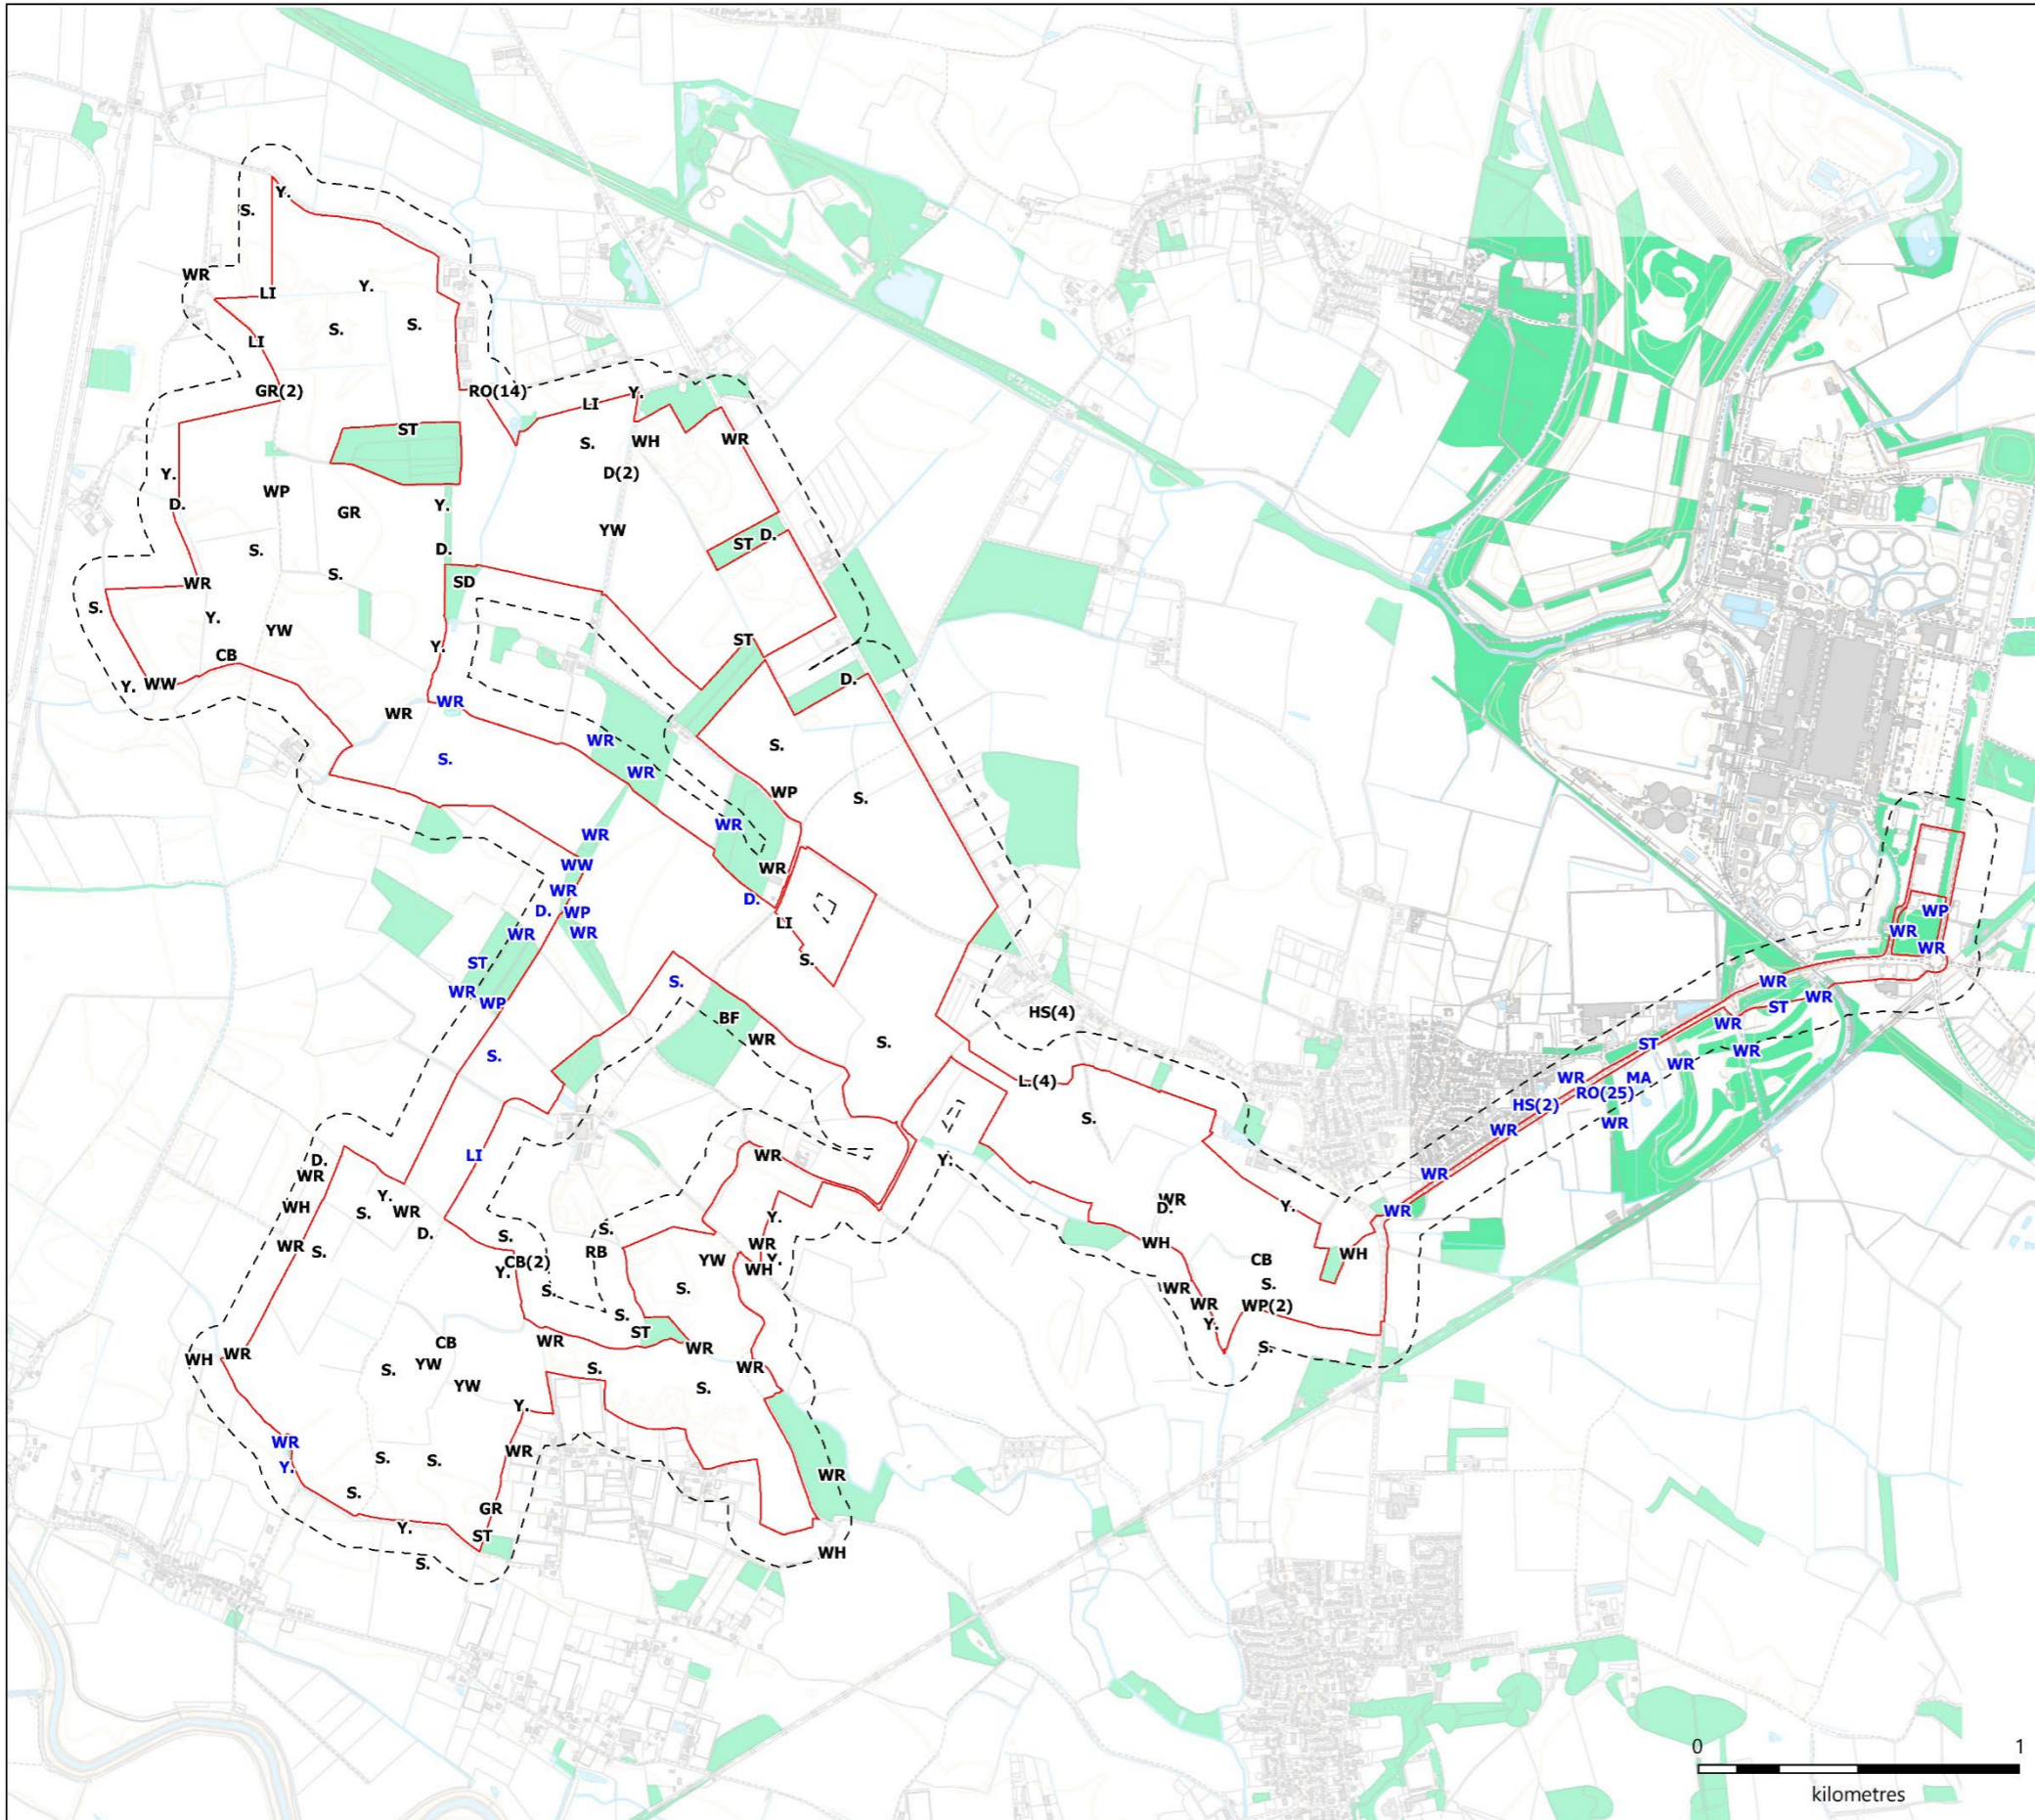 Y.
S.
WR
LI
Y.
S.
S.
LI
GR(2)
RO(14)
Y.
LI
ST
S.
WH
WR
Y.
D(2)
WP
D.
GR
Y.
YW
D.
ST
S.
D.
S.
SD
WR
S.
Y.
YW
ST
Y.
CB
D.
Y.
WW
WR
WR
WR
S.
S.
WR
WP
S.
WR
WR
WW
WR
WR
D.
D.
WP
WP
LI
WR
WR
WR
WR
S.
ST
S.
WR
WR
WP
WR
ST
HS(4)
BF
WR
WR
S.
ST
S.
WR
WR
L.(4)
WR
MA
RO(25)
HS(2)
S.
WR
WR
LI
WR
Y.
D.
WR
WR
Y.
WR
D.
WH
Y.
WR
S.
WR
Y.
D.
S.
S.
WR
WH
WR
S.
RB
WH
YW
Y.
CB
CB(2)
WH
Y.
S.
S.
WR
S.
WR
WP(2)
S.
Y.
ST
WR
CB
WR
S.
WR
WH
YW
S.
WR
S.
YW
S.
Y.
WR
WR
S.
S.
Y.
WR
S.
GR
Y.
ST
WH
S.
0 1
kilometres